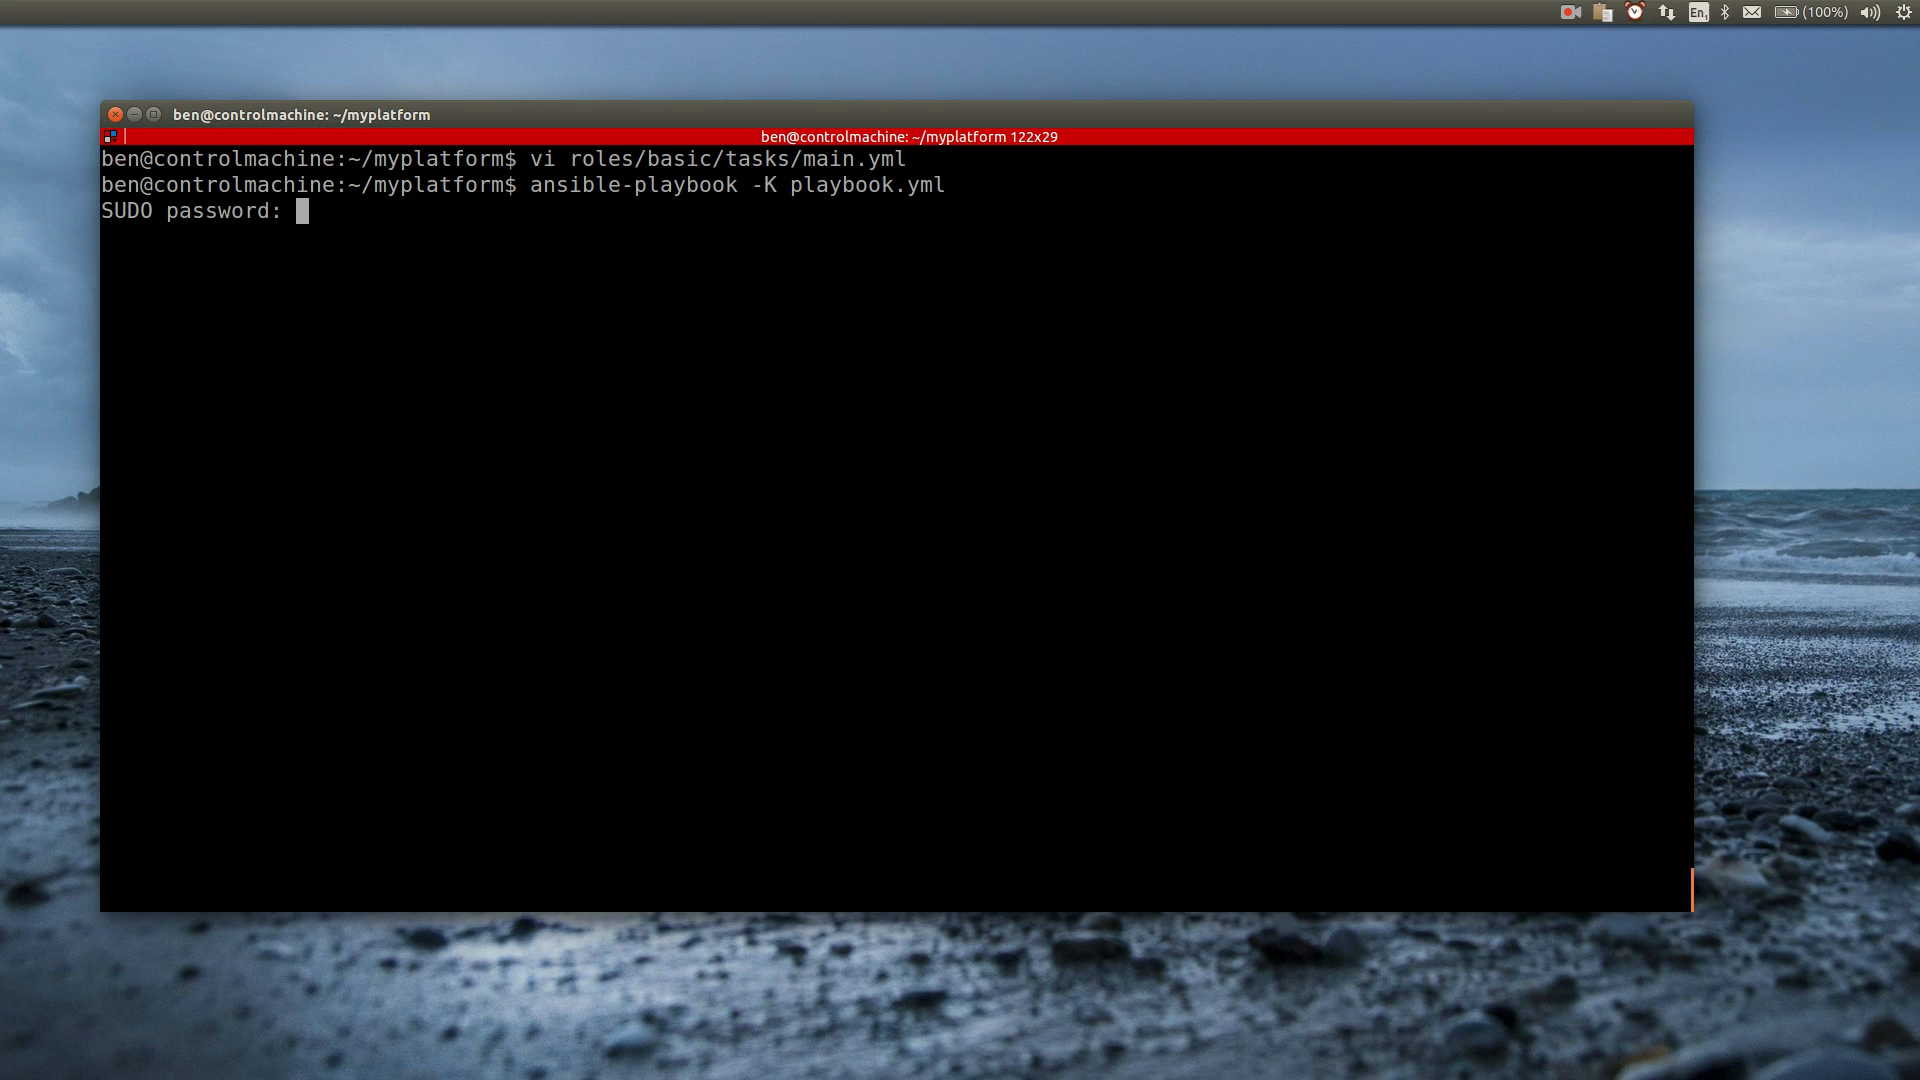 En1
(100%)
ben@controlmachine: ~/myplatform
ben@controlmachine: ~/myplatform 122x29
ben@controlmachine:~/myplatform$ vi roles/basic/tasks/main.yml
ben@controlmachine:~/myplatform$ ansible-playbook -K playbook.yml
SUDO password: